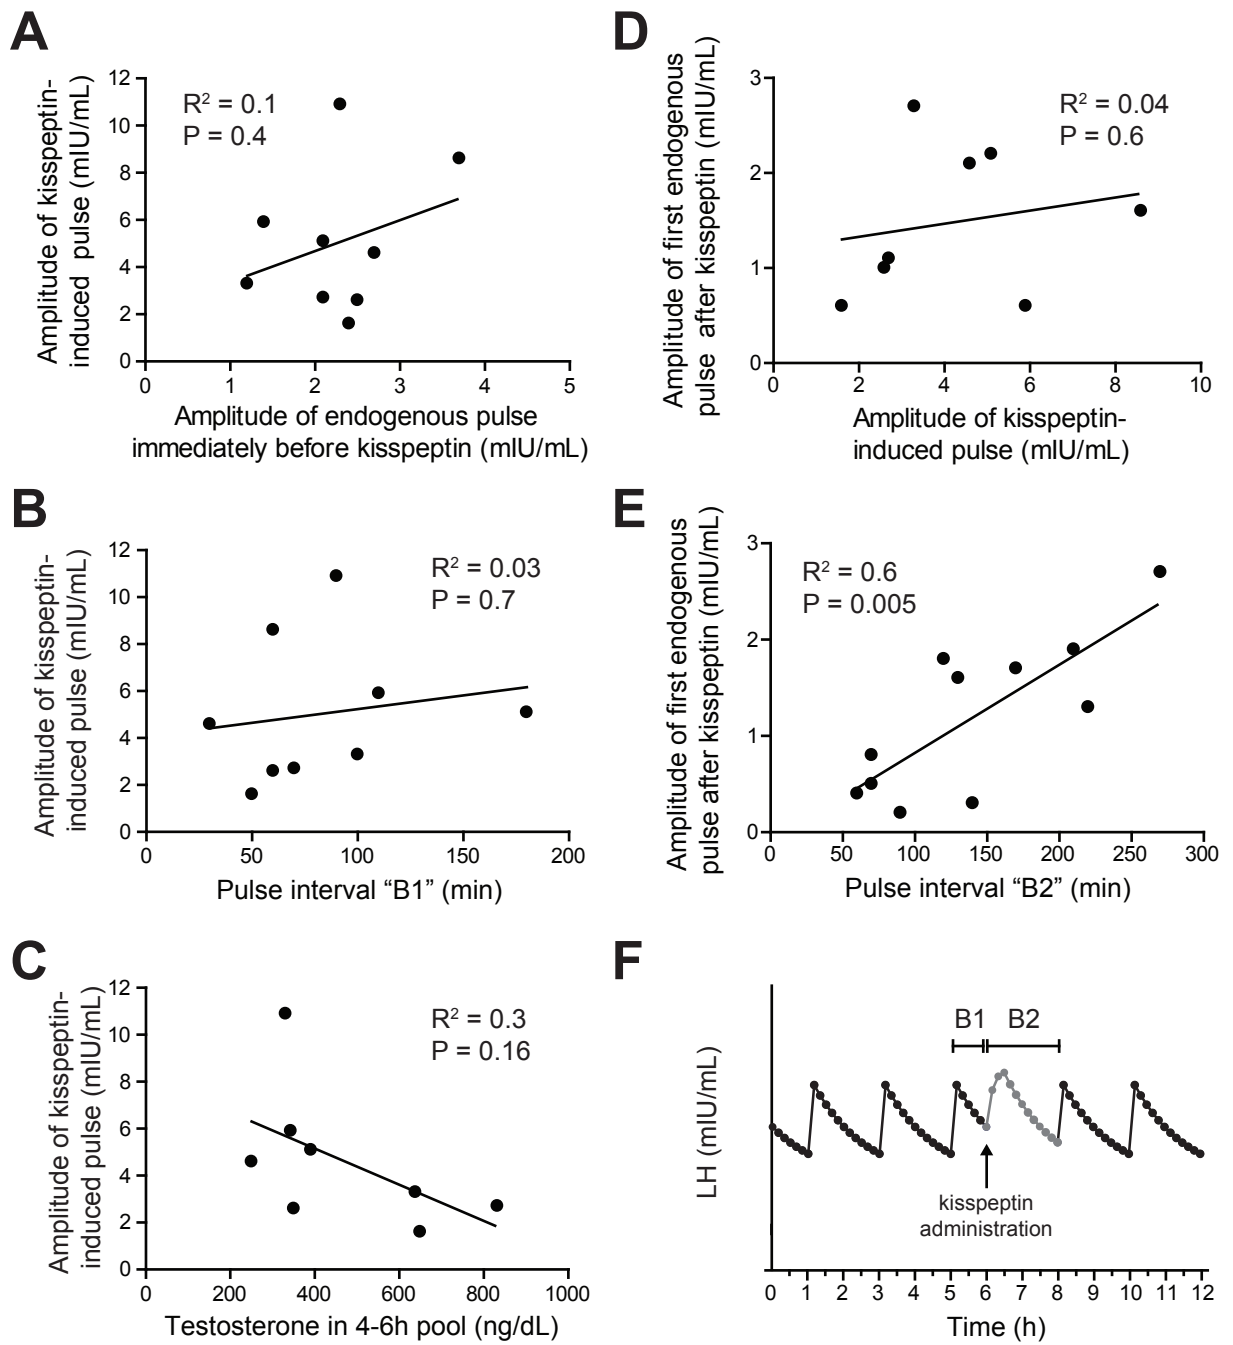 A
Amplitude of kisspeptin-
induced pulse (mIU/mL)
12
10
8
6
4
2
0
R² = 0.1
P = 0.4
0 1 2 3 4 5
Amplitude of endogenous pulse
immediately before kisspeptin (mIU/mL)
B
Amplitude of kisspeptin-
induced pulse (mIU/mL)
12
10
8
6
4
2
0
R² = 0.03
P = 0.7
0 50 100 150 200
Pulse interval “B1” (min)
C
Amplitude of kisspeptin-
induced pulse (mIU/mL)
12
10
8
6
4
2
0
R² = 0.3
P = 0.16
0 200 400 600 800 1000
Testosterone in 4-6h pool (ng/dL)
D
Amplitude of first endogenous
pulse after kisspeptin (mIU/mL)
3
2
1
0
R² = 0.04
P = 0.6
0 2 4 6 8 10
Amplitude of kisspeptin-
induced pulse (mIU/mL)
E
Amplitude of first endogenous
pulse after kisspeptin (mIU/mL)
3
2
1
0
R² = 0.6
P = 0.005
0 50 100 150 200 250 300
Pulse interval “B2” (min)
F
LH (mIU/mL)
B1 B2
kisspeptin
administration
0 1 2 3 4 5 6 7 8 9 10 11 12
Time (h)